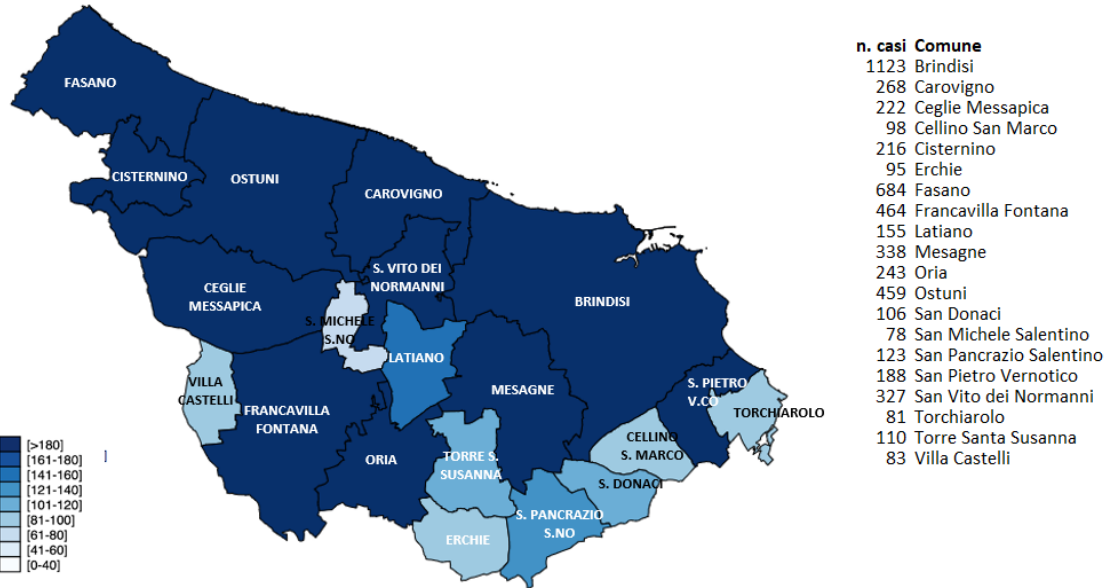 FASANO
CISTERNINO
OSTUNI
CAROVIGNO
S. VITO DEI
NORMANNI
CEGLIE
MESSAPICA
BRINDISI
S. MICHELE
S.NO
LATIANO
VILLA
CASTELLI
FRANCAVILLA
FONTANA
MESAGNE
S. PIETRO
V.CO
TORCHIAROLO
CELLINO
S. MARCO
ORIA
TORRE S.
SUSANNA
S. DONACI
S. PANCRAZIO
S.NO
ERCHIE
[>180]
[161-180]
[141-160]
[121-140]
[101-120]
[81-100]
[61-80]
[41-60]
[0-40]
n. casi Comune
1123 Brindisi
268 Carovigno
222 Ceglie Messapica
98 Cellino San Marco
216 Cisternino
95 Erchie
684 Fasano
464 Francavilla Fontana
155 Latiano
338 Mesagne
243 Oria
459 Ostuni
106 San Donaci
78 San Michele Salentino
123 San Pancrazio Salentino
188 San Pietro Vernotico
327 San Vito dei Normanni
81 Torchiarolo
110 Torre Santa Susanna
83 Villa Castelli